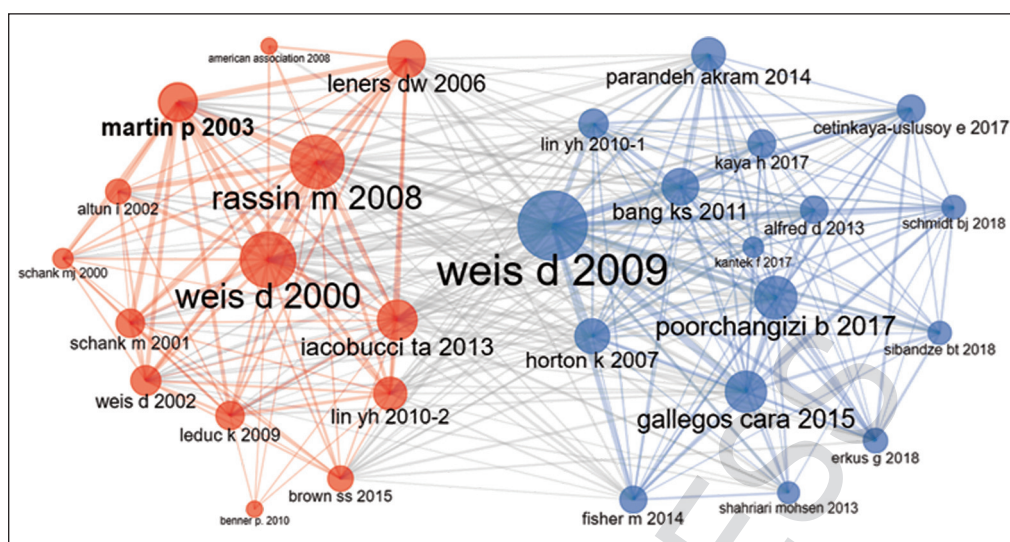 american association 2008
leners dw 2006
parandeh akram 2014
martin p 2003
lin yh 2010-1
kaya h 2017
cetinkaya-uslusoy e 2017
altun i 2002
rassin m 2008
bang ks 2011
alfred d 2013
schmidt bj 2018
schank mj 2000
weis d 2000
weis d 2009
kantek f 2017
schank m 2001
iacobucci ta 2013
horton k 2007
poorchangizi b 2017
sibandze bt 2018
weis d 2002
leduc k 2009
lin yh 2010-2
gallegos cara 2015
erkus g 2018
brown ss 2015
benner p. 2010
fisher m 2014
shahriari mohsen 2013